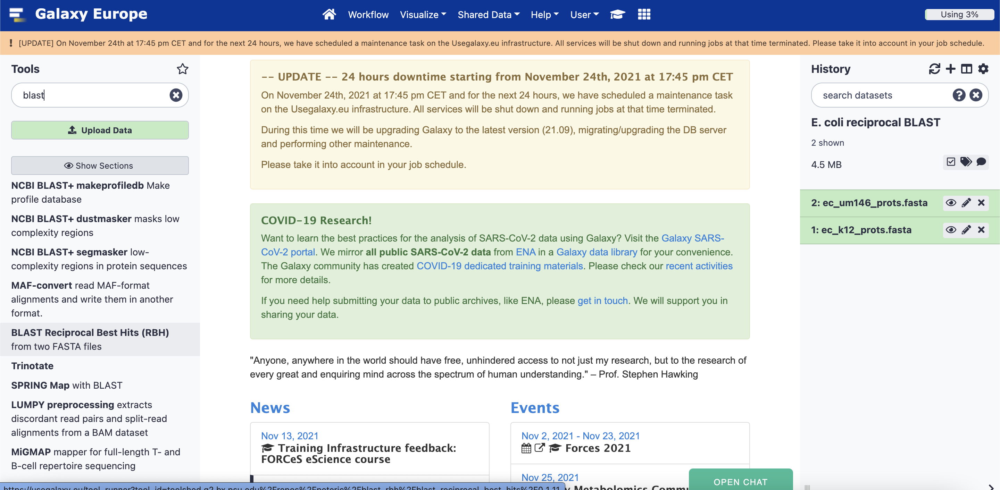 Galaxy Europe
Workflow Visualize Shared Data Help User
Using 3%
[UPDATE] On November 24th at 17:45 pm CET and for the next 24 hours, we have scheduled a maintenance task on the Usegalaxy.eu infrastructure. All services will be shut down and running jobs at that time terminated. Please take it into account in your job schedule.
Tools
blast
Upload Data
Show Sections
NCBI BLAST+ makeprofiledb Make
profile database
NCBI BLAST+ dustmasker masks low
complexity regions
NCBI BLAST+ segmasker low-
complexity regions in protein sequences
MAF-convert read MAF-format
alignments and write them in another
format.
BLAST Reciprocal Best Hits (RBH)
from two FASTA files
Trinotate
SPRING Map with BLAST
LUMPY preprocessing extracts
discordant read pairs and split-read
alignments from a BAM dataset
MiGMAP mapper for full-length T- and
B-cell repertoire sequencing
-- UPDATE -- 24 hours downtime starting from November 24th, 2021 at 17:45 pm CET
On November 24th, 2021 at 17:45 pm CET and for the next 24 hours, we have scheduled a maintenance task
on the Usegalaxy.eu infrastructure. All services will be shut down and running jobs at that time terminated.
During this time we will be upgrading Galaxy to the latest version (21.09), migrating/upgrading the DB server
and performing other maintenance.
Please take it into account in your job schedule.
COVID-19 Research!
Want to learn the best practices for the analysis of SARS-CoV-2 data using Galaxy? Visit the Galaxy SARS-
CoV-2 portal. We mirror all public SARS-CoV-2 data from ENA in a Galaxy data library for your convenience.
The Galaxy community has created COVID-19 dedicated training materials. Please check our recent activities
for more details.
If you need help submitting your data to public archives, like ENA, please get in touch. We will support you in
sharing your data.
"Anyone, anywhere in the world should have free, unhindered access to not just my research, but to the research of
every great and enquiring mind across the spectrum of human understanding." – Prof. Stephen Hawking
News
Nov 13, 2021
Training Infrastructure feedback:
FORCeS eScience course
Events
Nov 2, 2021 - Nov 23, 2021
Forces 2021
Nov 25, 2021
y Metabolomics Comm
OPEN CHAT
History
search datasets
E. coli reciprocal BLAST
2 shown
4.5 MB
2: ec_um146_prots.fasta
1: ec_k12_prots.fasta
https://usegalaxy.eu/tool_runner?tool_id=toolshed.g2.bx.psu.edu%2Frepos%2Fpeterjc%2Fblast_rbh%2Fblast_reciprocal_best_hits%2F0.1.11